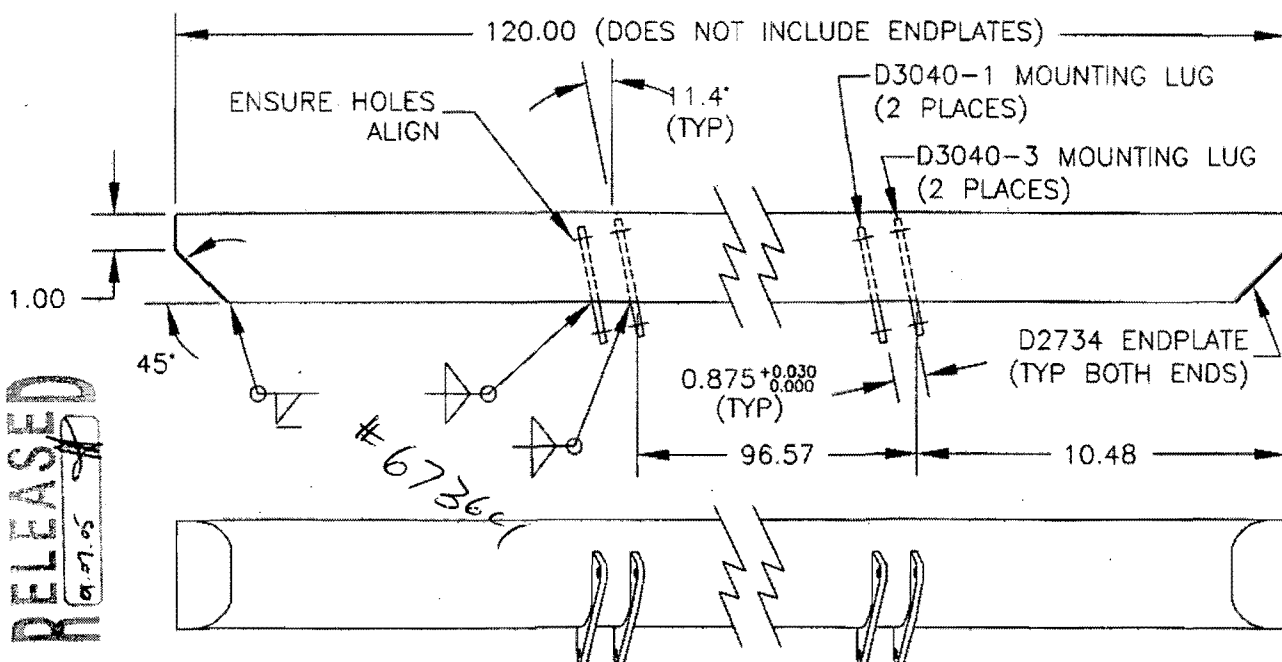 120.00 (DOES NOT INCLUDE ENDPLATES)
ENSURE HOLES
ALIGN
11.4°
(TYP)
D3040-1 MOUNTING LUG
(2 PLACES)
D3040-3 MOUNTING LUG
(2 PLACES)
1.00
45°
D2734 ENDPLATE
(TYP BOTH ENDS)
0.875 +0.030
0.000
(TYP)
96.57
10.48
RELEASED